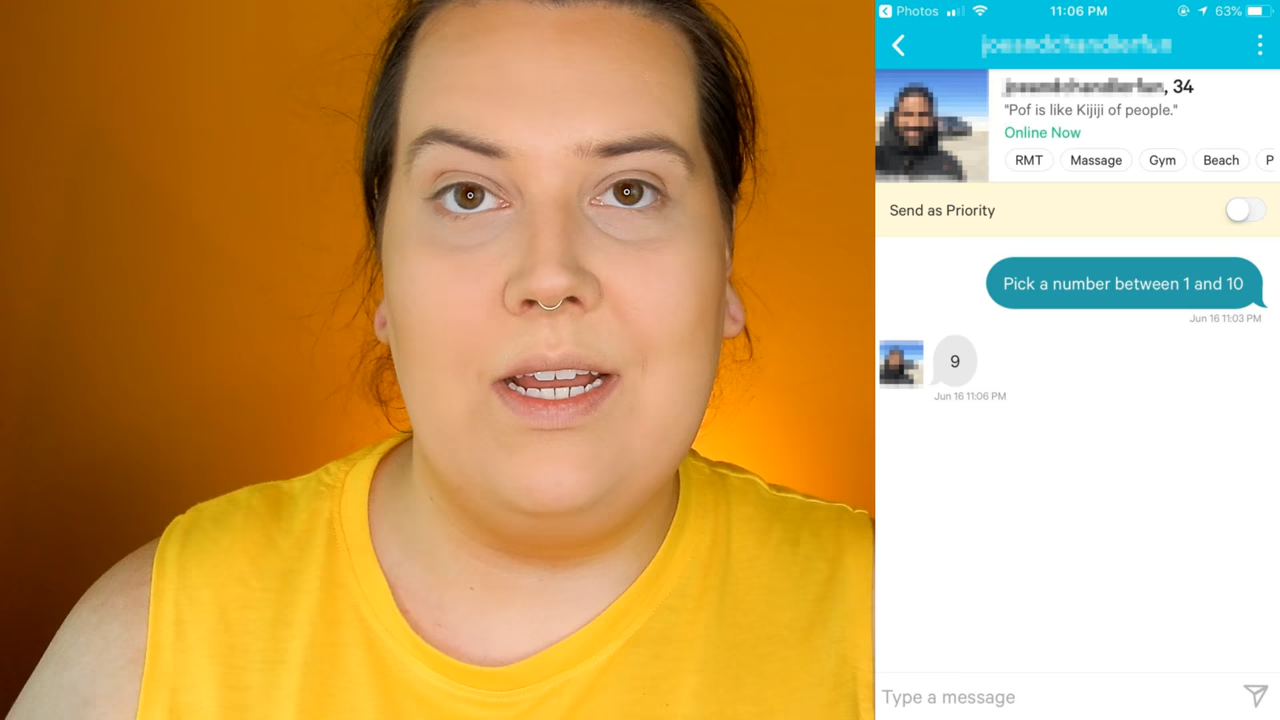 Photos 11:06 PM 63%
, 34
"Pof is like Kijiji of people."
Online Now
RMT Massage Gym Beach P
Send as Priority
Pick a number between 1 and 10
Jun 16 11:03 PM
9
Jun 16 11:06 PM
Type a message